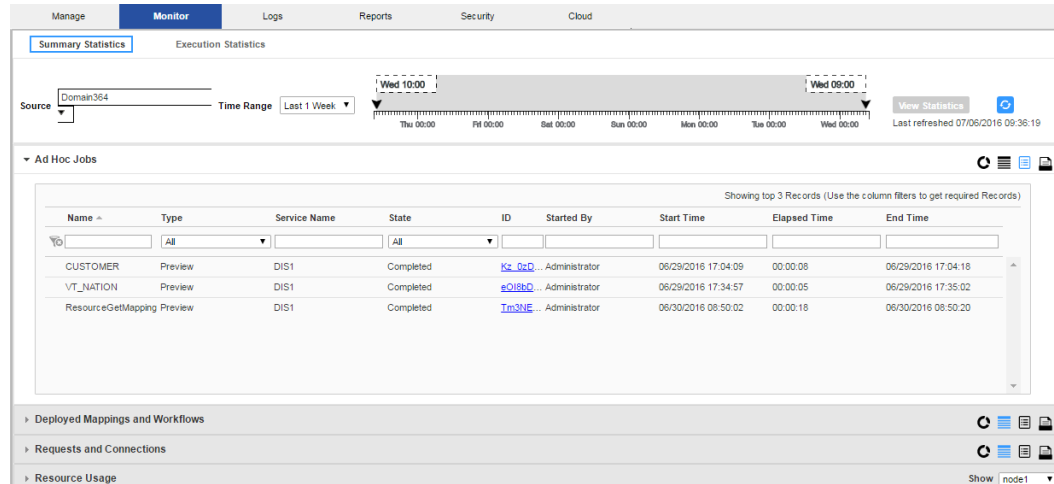 Manage Monitor Logs Reports Security Cloud
Summary Statistics Execution Statistics
Wed 10:00 Wed 09:00
Source Domain364 Time Range Last 1 Week View Statistics
Thu 00:00 Fri 00:00 Sat 00:00 Sun 00:00 Mon 00:00 Tue 00:00 Wed 00:00 Last refreshed 07/06/2016 09:36:19
Ad Hoc Jobs
Showing top 3 Records (Use the column filters to get required Records)
Name Type Service Name State ID Started By Start Time Elapsed Time End Time
All All
CUSTOMER Preview DIS1 Completed Kz_0zD... Administrator 06/29/2016 17:04:09 00:00:08 06/29/2016 17:04:18
VT_NATION Preview DIS1 Completed eOI8bD... Administrator 06/29/2016 17:34:57 00:00:05 06/29/2016 17:35:02
ResourceGetMapping Preview DIS1 Completed Tm3NE... Administrator 06/30/2016 08:50:02 00:00:18 06/30/2016 08:50:20
Deployed Mappings and Workflows
Requests and Connections
Resource Usage Show node1